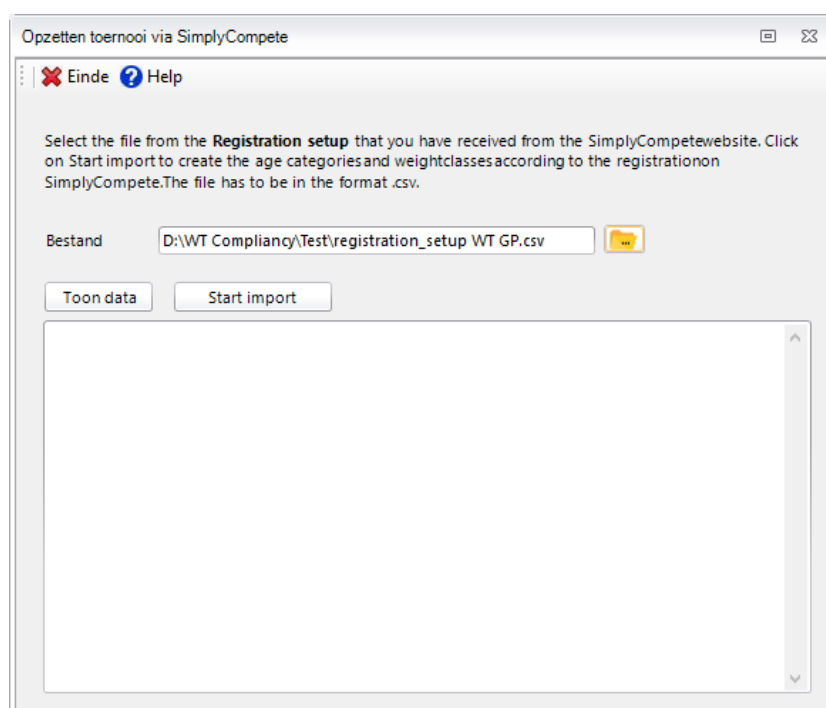 Opzetten toernooi via SimplyCompete
Einde Help
Select the file from the Registration setup that you have received from the SimplyCompetewebsite. Click
on Start import to create the age categoriesand weightclassesaccording to the registrationon
SimplyCompete.The file has to be in the format .csv.
Bestand D:\WT Compliancy\Test\registration_setup WT GP.csv ...
Toon data Start import